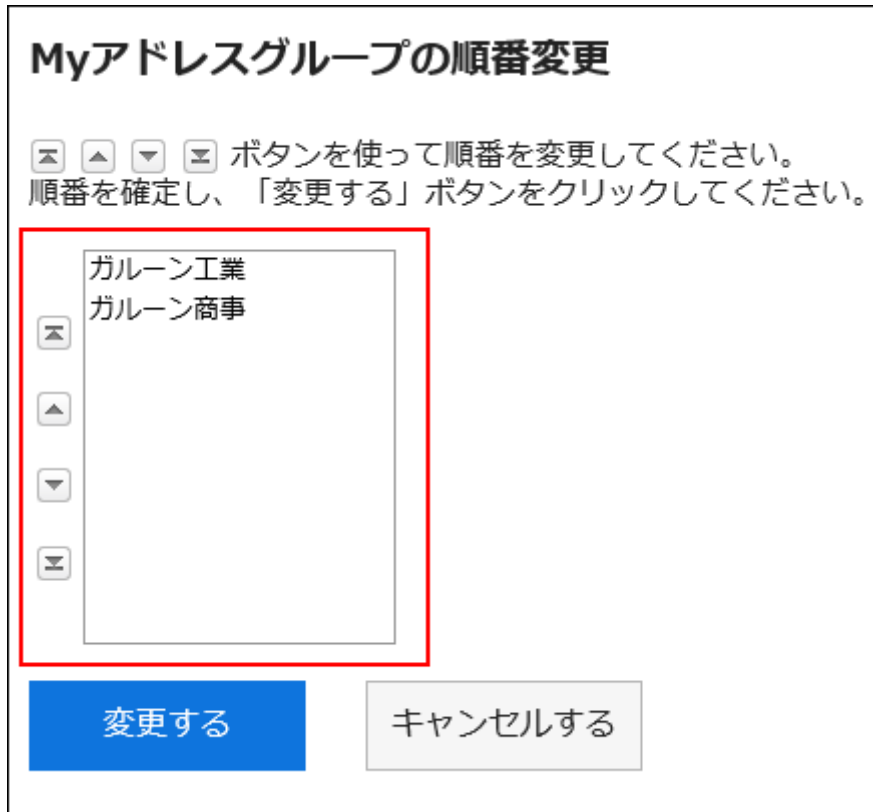 Myアドレスグループの順番変更
ボタンを使って順番を変更してください。
順番を確定し、「変更する」ボタンをクリックしてください。
ガルーン工業
ガルーン商事
変更する
キャンセルする